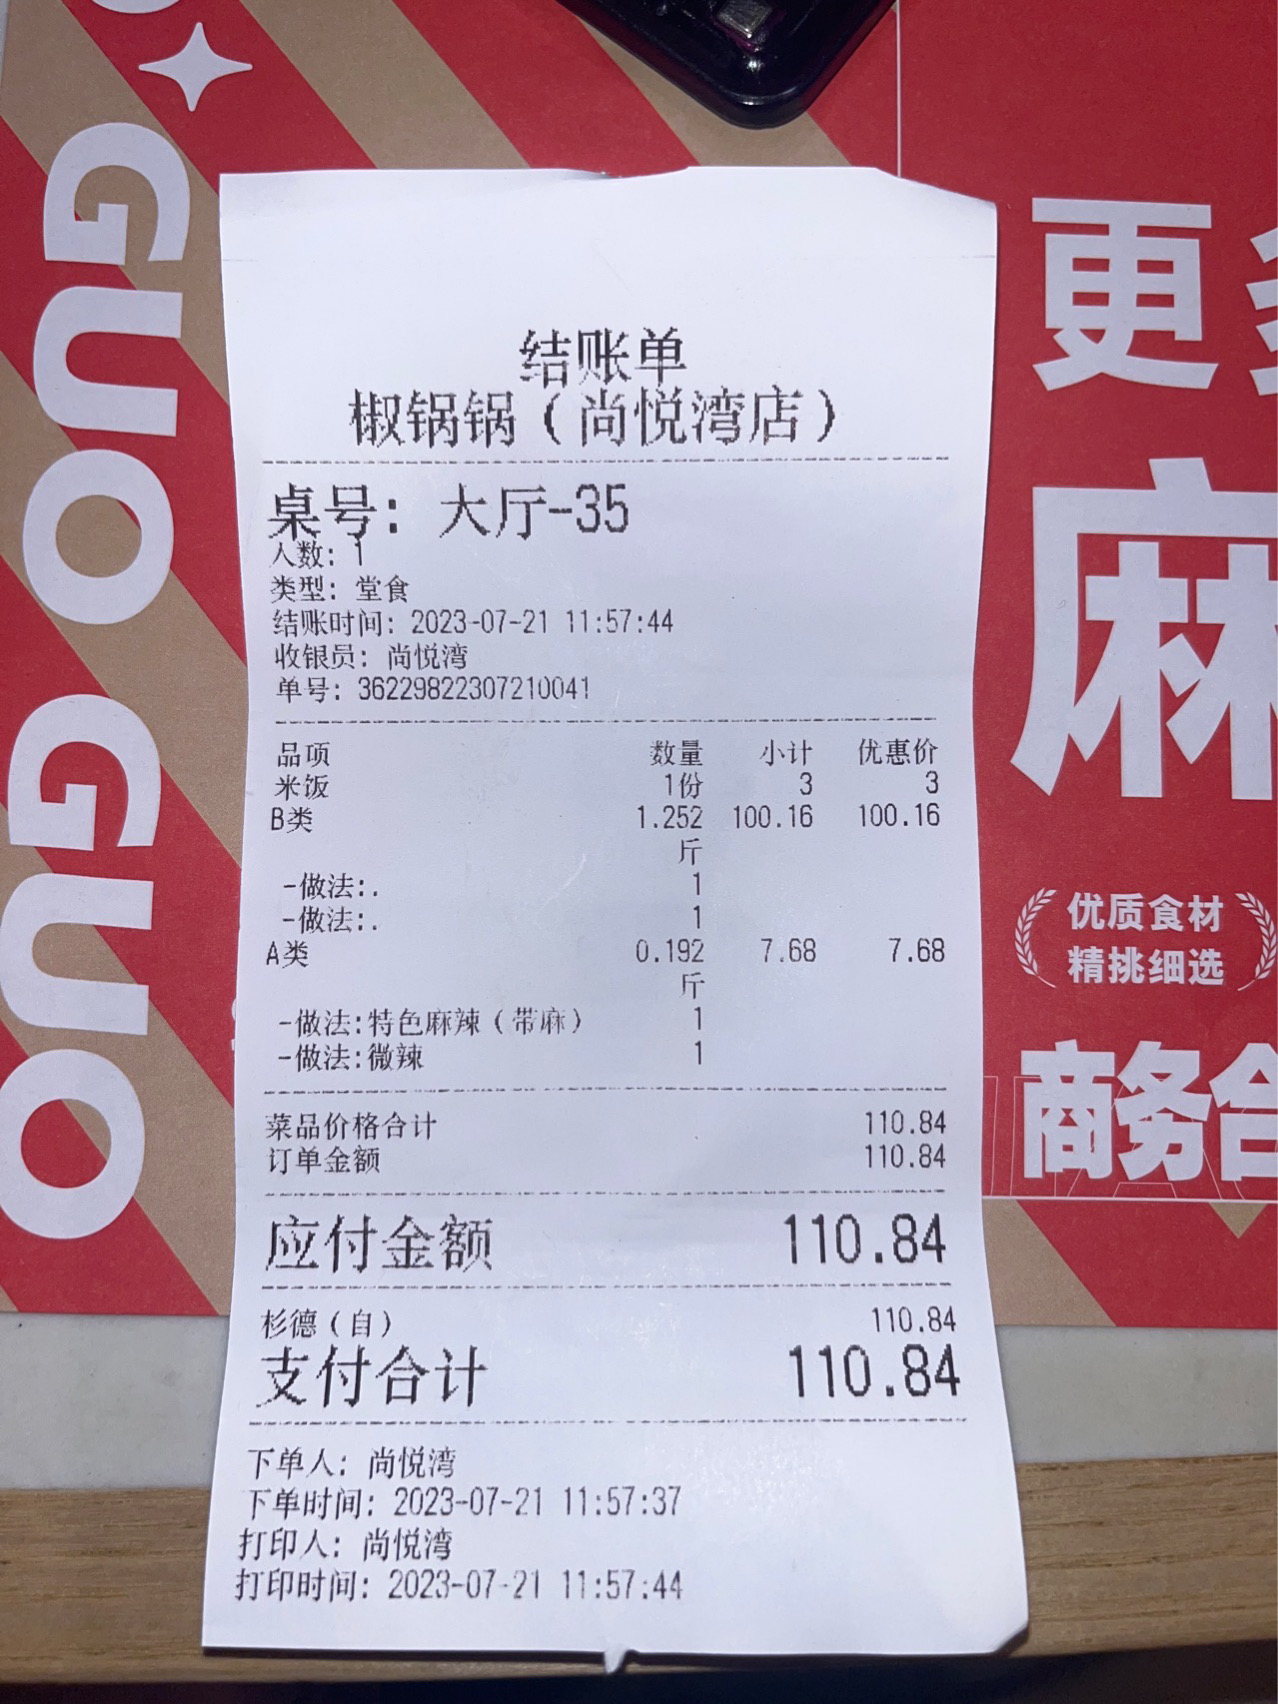 GUO GUO
结账单
椒锅锅（尚悦湾店）
桌号: 大厅-35
人数: 1
类型: 堂食
结账时间: 2023-07-21 11:57:44
收银员: 尚悦湾
单号: 36229822307210041
品项 数量 小计 优惠价
米饭 1份 3 3
B类 1.252 100.16 100.16
斤
-做法:. 1
-做法:. 1
A类 0.192 7.68 7.68
斤
-做法:特色麻辣（带麻） 1
-做法:微辣 1
菜品价格合计 110.84
订单金额 110.84
应付金额 110.84
杉德（自） 110.84
支付合计 110.84
下单人: 尚悦湾
下单时间: 2023-07-21 11:57:37
打印人: 尚悦湾
打印时间: 2023-07-21 11:57:44
更
麻
优质食材
精挑细选
商务合